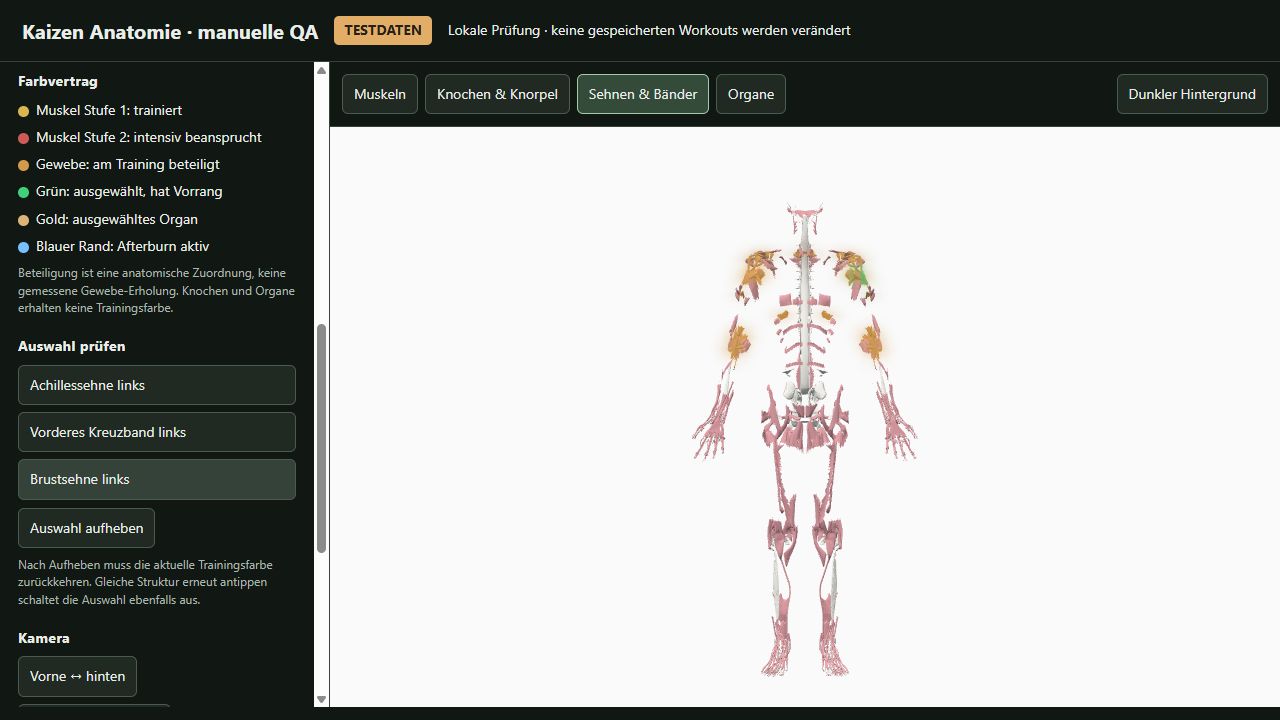 Kaizen Anatomie · manuelle QA
TESTDATEN
Lokale Prüfung · keine gespeicherten Workouts werden verändert
Farbvertrag
Muskel Stufe 1: trainiert
Muskel Stufe 2: intensiv beansprucht
Gewebe: am Training beteiligt
Grün: ausgewählt, hat Vorrang
Gold: ausgewähltes Organ
Blauer Rand: Afterburn aktiv
Beteiligung ist eine anatomische Zuordnung, keine
gemessene Gewebe-Erholung. Knochen und Organe
erhalten keine Trainingsfarbe.
Auswahl prüfen
Achillessehne links
Vorderes Kreuzband links
Brustsehne links
Auswahl aufheben
Nach Aufheben muss die aktuelle Trainingsfarbe
zurückkehren. Gleiche Struktur erneut antippen
schaltet die Auswahl ebenfalls aus.
Kamera
Vorne ↔ hinten
Muskeln
Knochen & Knorpel
Sehnen & Bänder
Organe
Dunkler Hintergrund